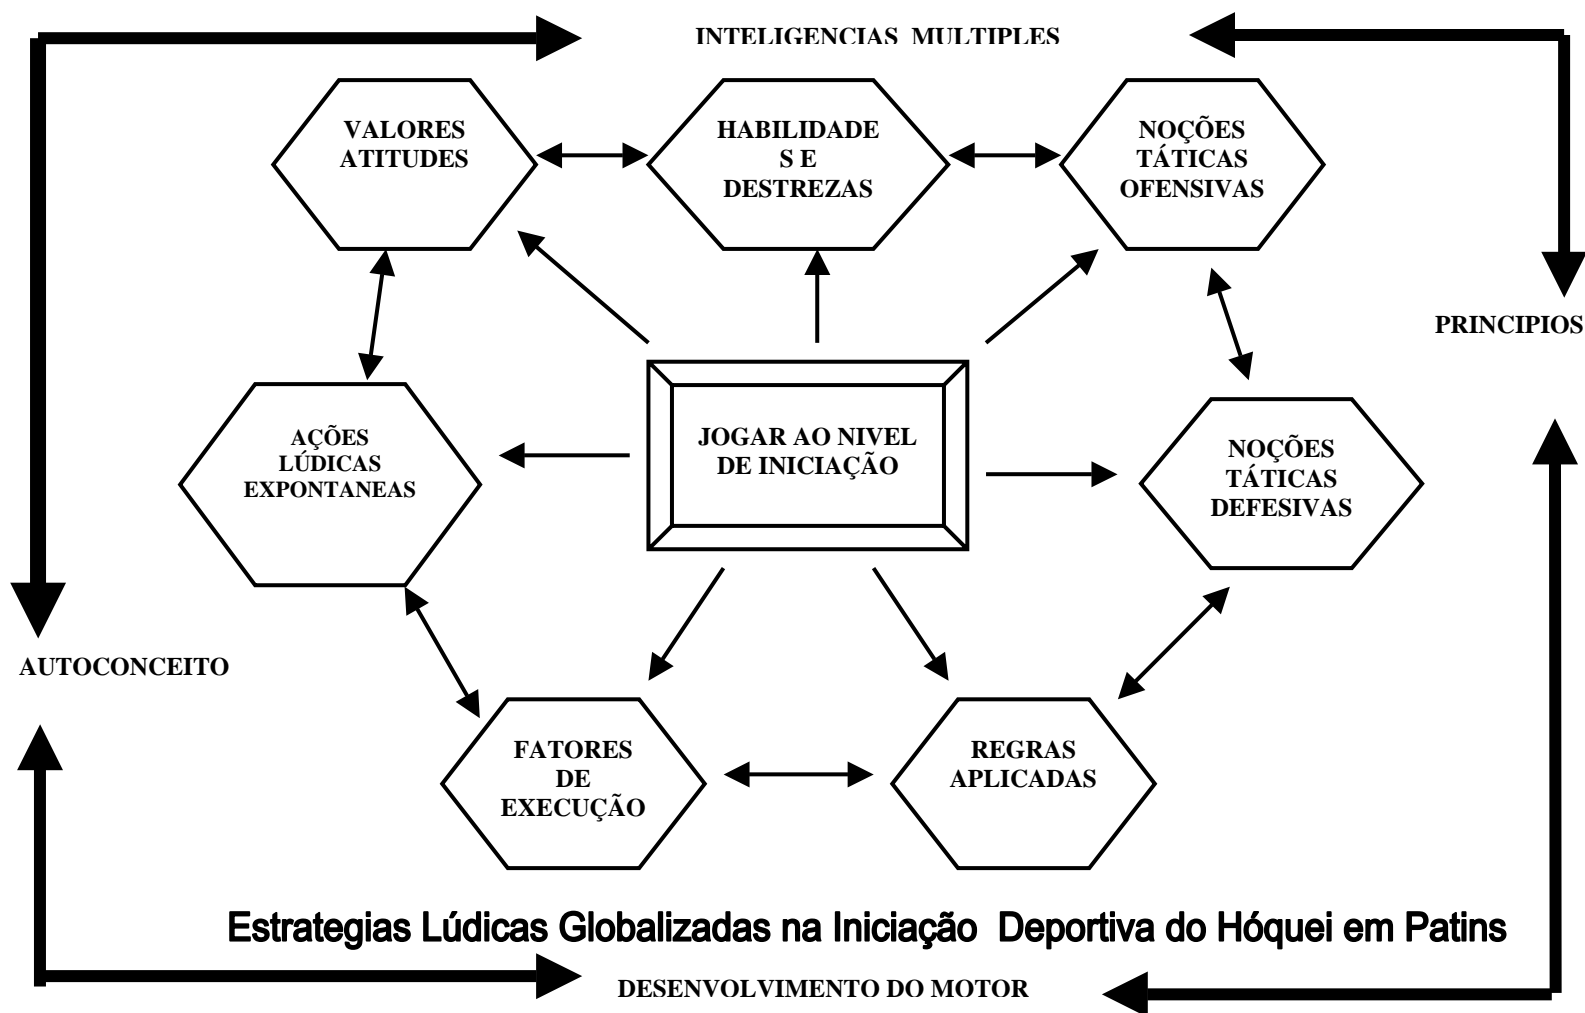 INTELIGENCIAS MULTIPLES
VALORES
ATITUDES
HABILIDADE
S E
DESTREZAS
NOÇÕES
TÁTICAS
OFENSIVAS
PRINCIPIOS
AÇÕES
LÚDICAS
EXPONTANEAS
JOGAR AO NIVEL
DE INICIAÇÃO
NOÇÕES
TÁTICAS
DEFESIVAS
AUTOCONCEITO
FATORES
DE
EXECUÇÃO
REGRAS
APLICADAS
Estrategias Lúdicas Globalizadas na Iniciação Deportiva do Hóquei em Patins
DESENVOLVIMENTO DO MOTOR